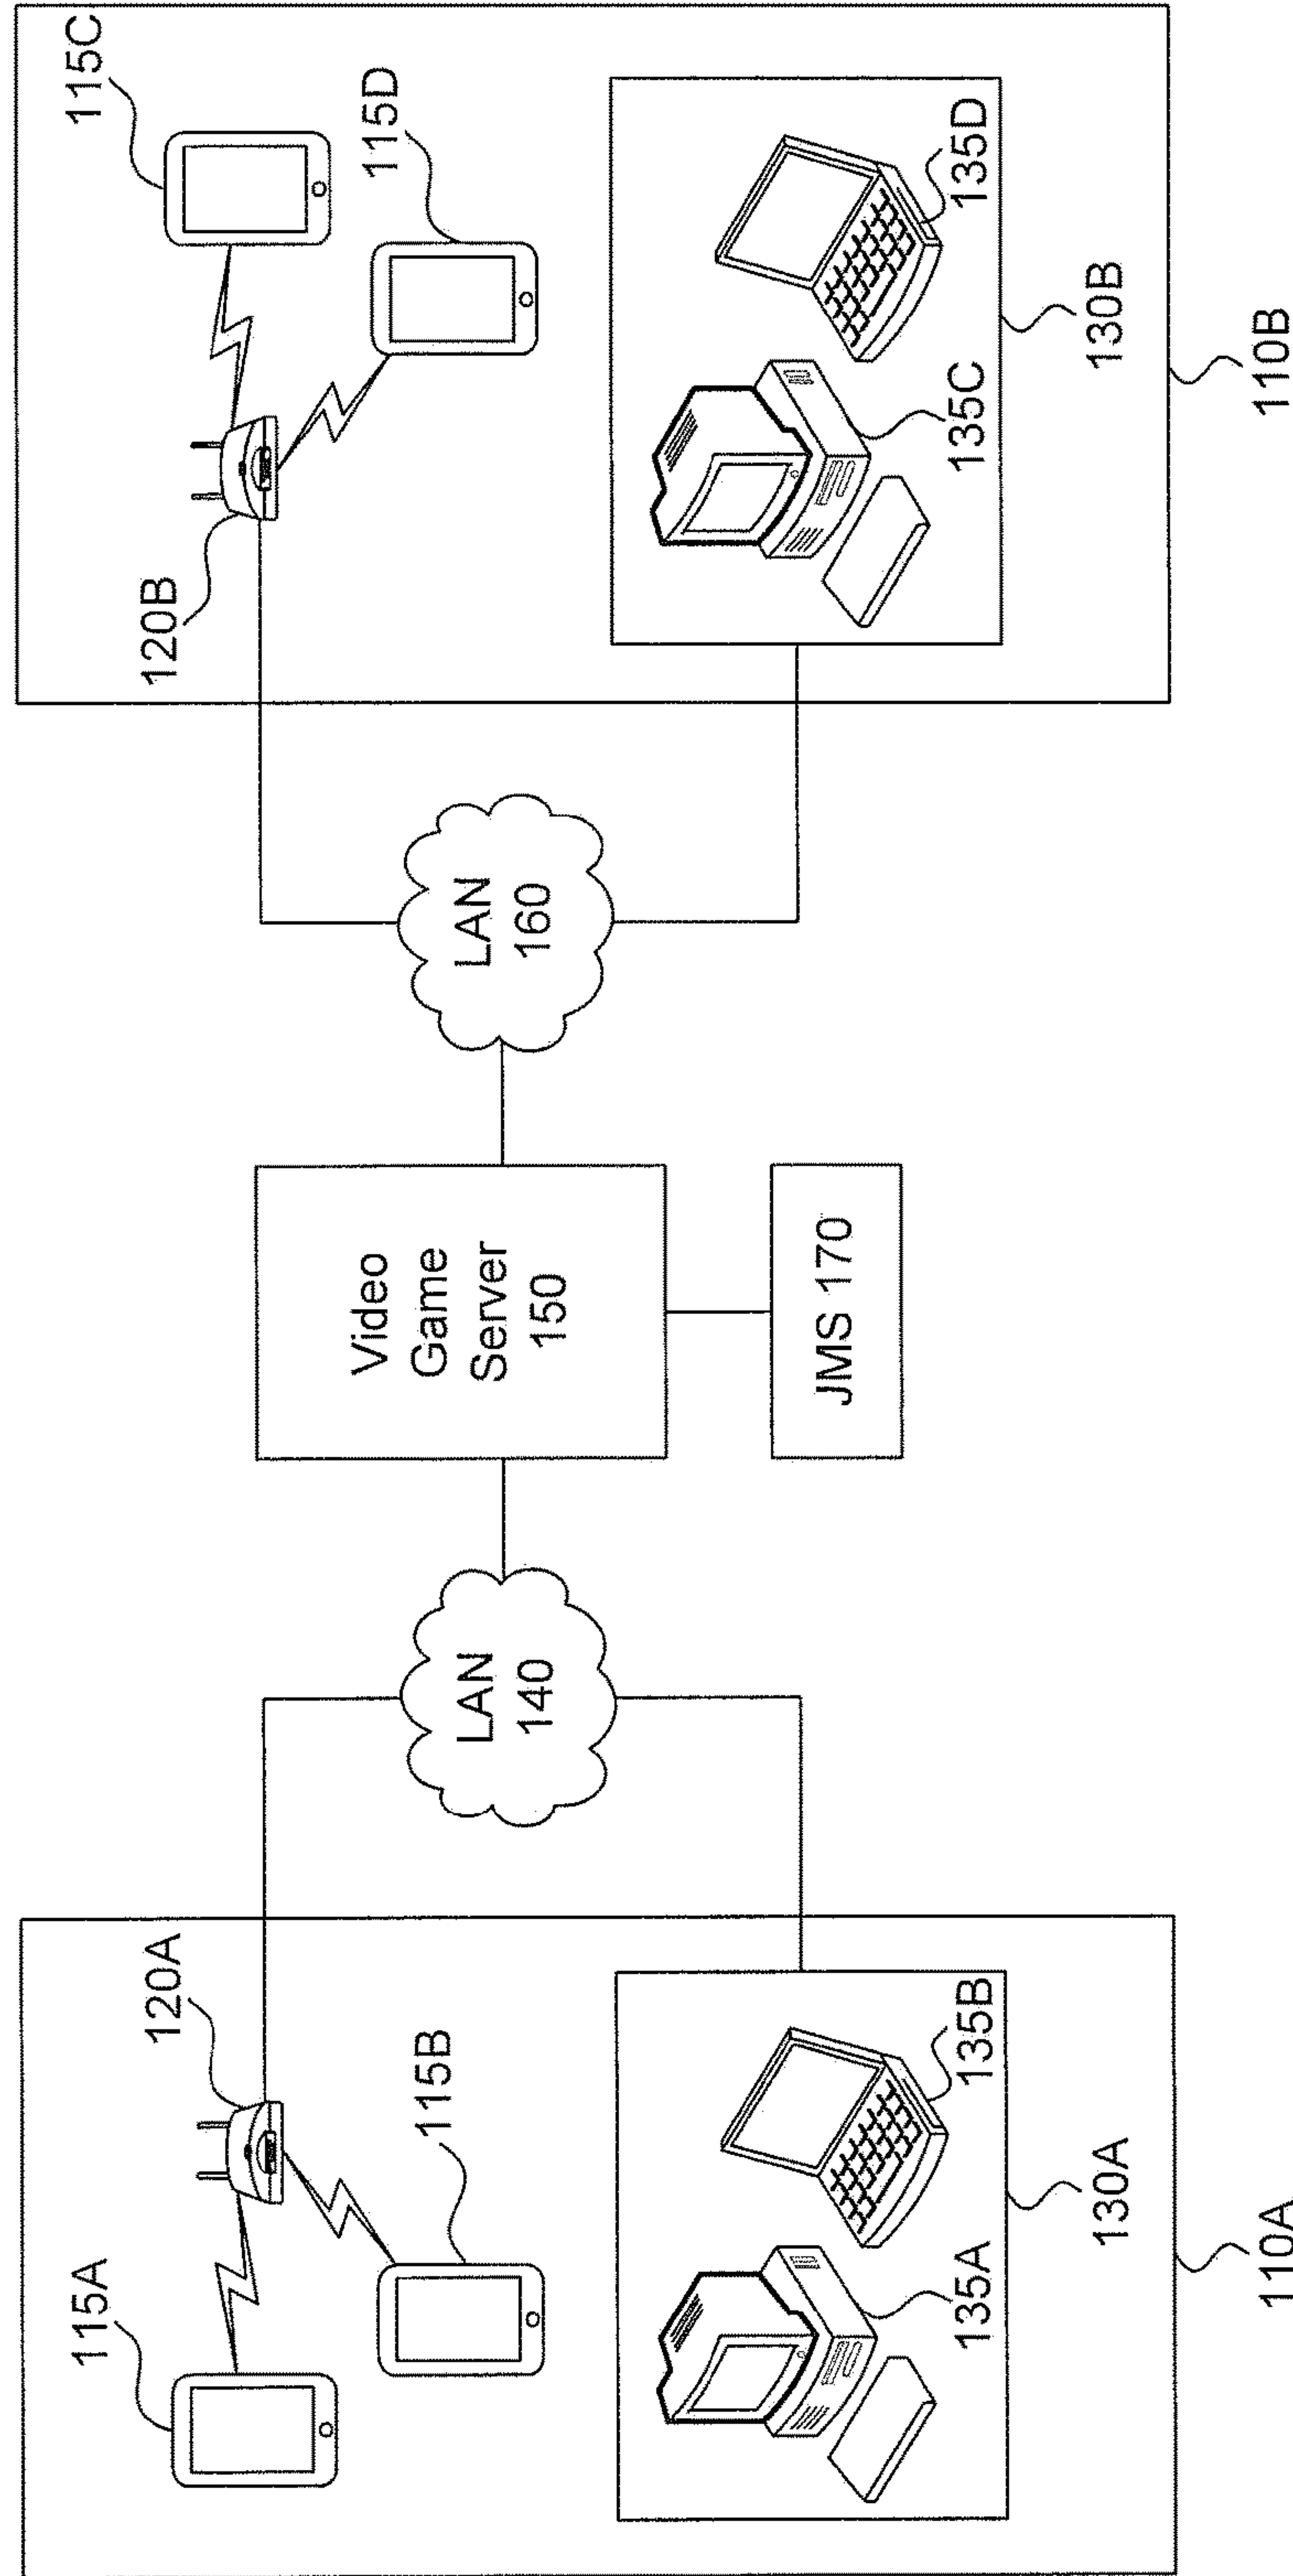 115A
120A
115B
135A
135B
130A
110A
LAN
140
Video
Game
Server
150
JMS 170
LAN
160
120B
115C
115D
135C
135D
130B
110B